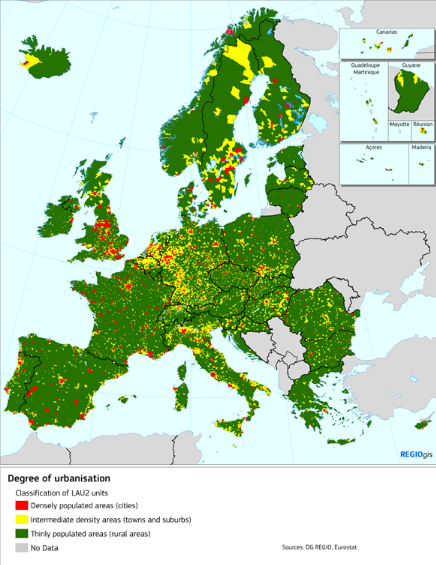 Canarias
Guadeloupe
Martinique
Guyane
Mayotte
Réunion
Açores
Madeira
REGIOgis
Degree of urbanisation
Classification of LAU2 units
Densely populated areas (cities)
Intermediate density areas (towns and suburbs)
Thinly populated areas (rural areas)
No Data
Sources: DG REGIO, Eurostat